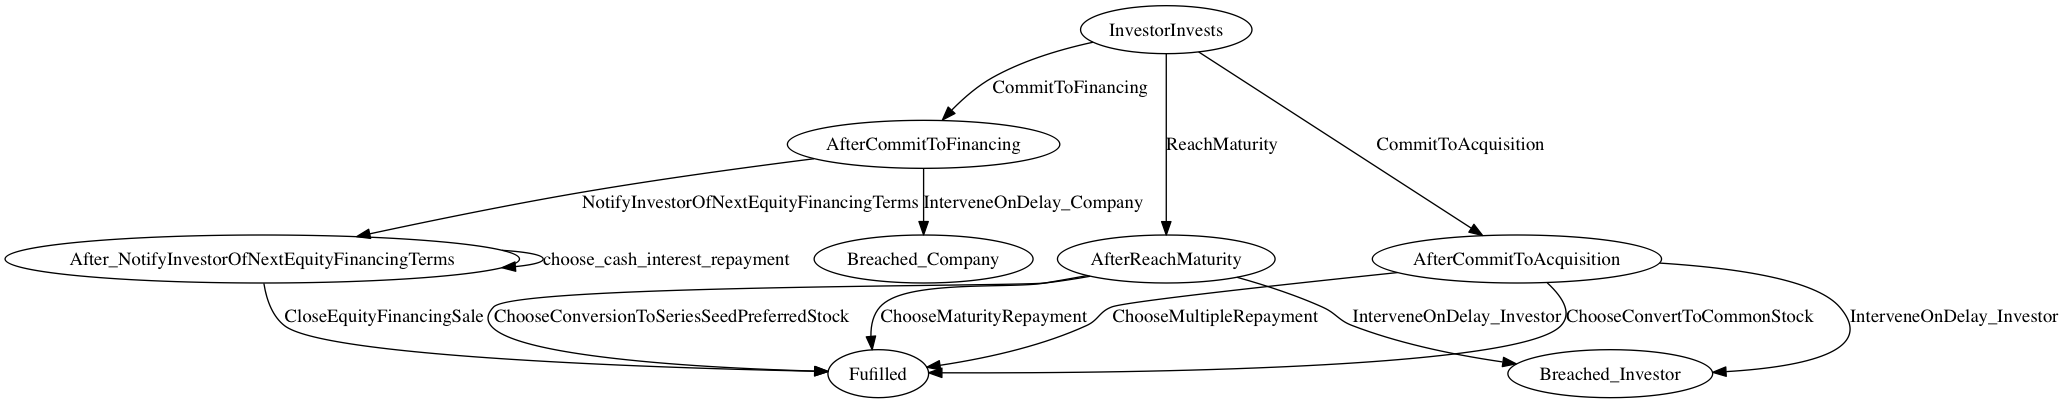 InvestorInvests
CommitToFinancing
AfterCommitToFinancing
ReachMaturity
CommitToAcquisition
NotifyInvestorOfNextEquityFinancingTerms
InterveneOnDelay_Company
After_NotifyInvestorOfNextEquityFinancingTerms
choose_cash_interest_repayment
Breached_Company
AfterReachMaturity
AfterCommitToAcquisition
CloseEquityFinancingSale
ChooseConversionToSeriesSeedPreferredStock
ChooseMaturityRepayment
ChooseMultipleRepayment
InterveneOnDelay_Investor
ChooseConvertToCommonStock
InterveneOnDelay_Investor
Fufilled
Breached_Investor